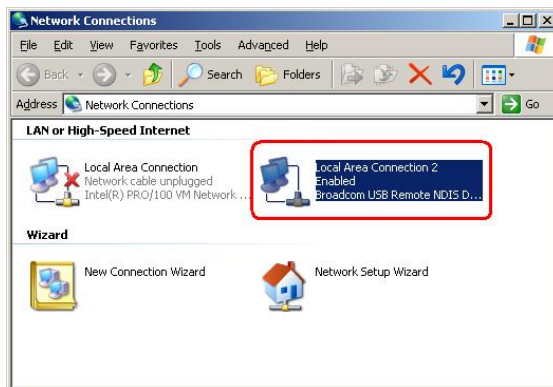 Network Connections
File Edit View Favorites Tools Advanced Help
Back Search Folders
Address Network Connections Go
LAN or High-Speed Internet
Local Area Connection
Network cable unplugged
Intel(R) PRO/100 VM Network ...
Local Area Connection 2
Enabled
Broadcom USB Remote NDIS D...
Wizard
New Connection Wizard
Network Setup Wizard